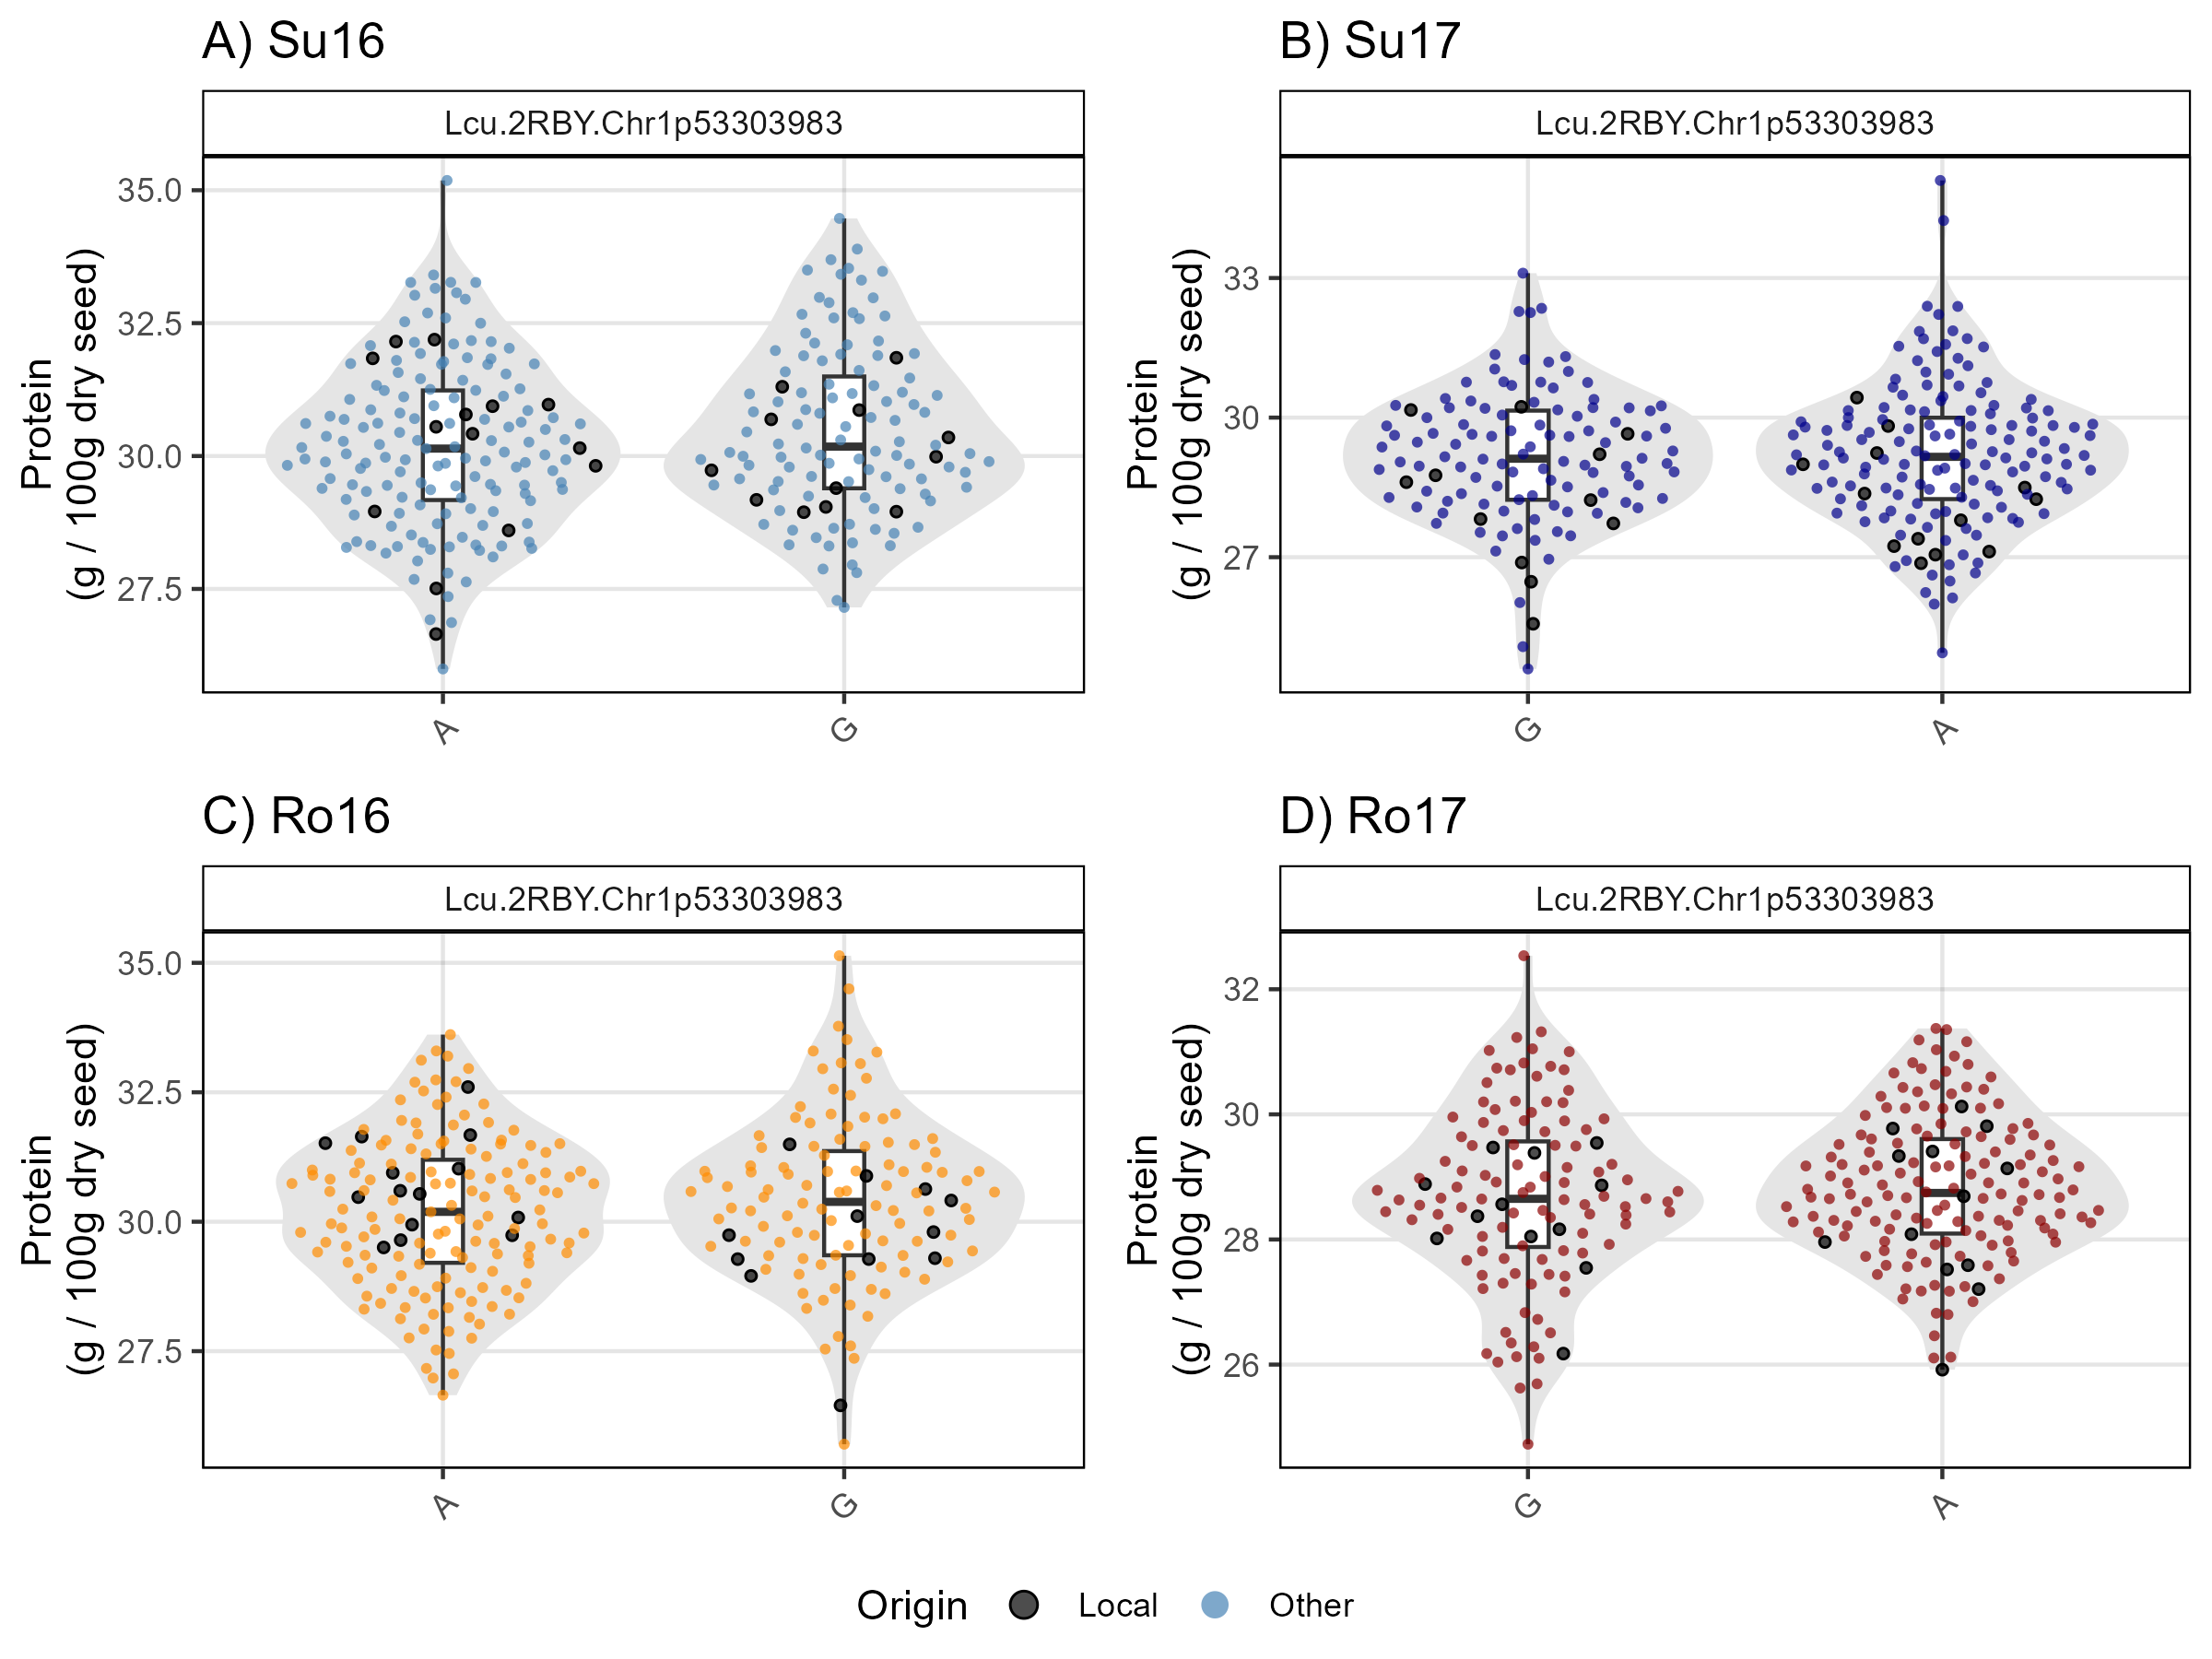 A) Su16
Lcu.2RBY.Chr1p53303983
Protein
(g / 100g dry seed)
35.0
32.5
30.0
27.5
A
G
B) Su17
Lcu.2RBY.Chr1p53303983
Protein
(g / 100g dry seed)
33
30
27
G
A
C) Ro16
Lcu.2RBY.Chr1p53303983
Protein
(g / 100g dry seed)
35.0
32.5
30.0
27.5
A
G
D) Ro17
Lcu.2RBY.Chr1p53303983
Protein
(g / 100g dry seed)
32
30
28
26
G
A
Origin Local Other